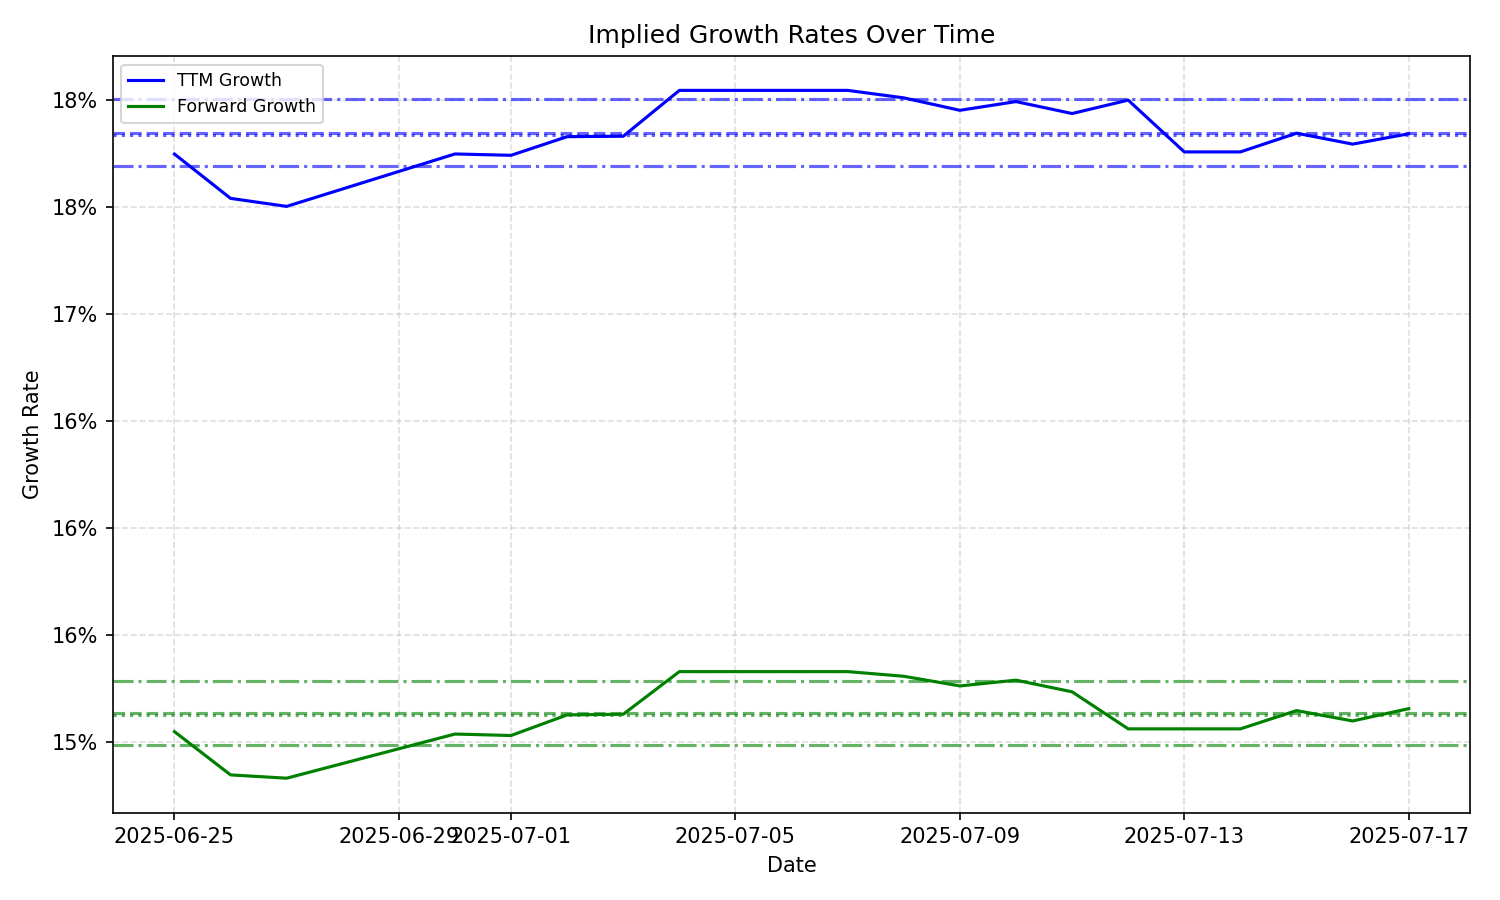 Implied Growth Rates Over Time
TTM Growth
Forward Growth
18%
18%
17%
16%
16%
16%
15%
Growth Rate
2025-06-25
2025-06-29
2025-07-01
2025-07-05
2025-07-09
2025-07-13
2025-07-17
Date